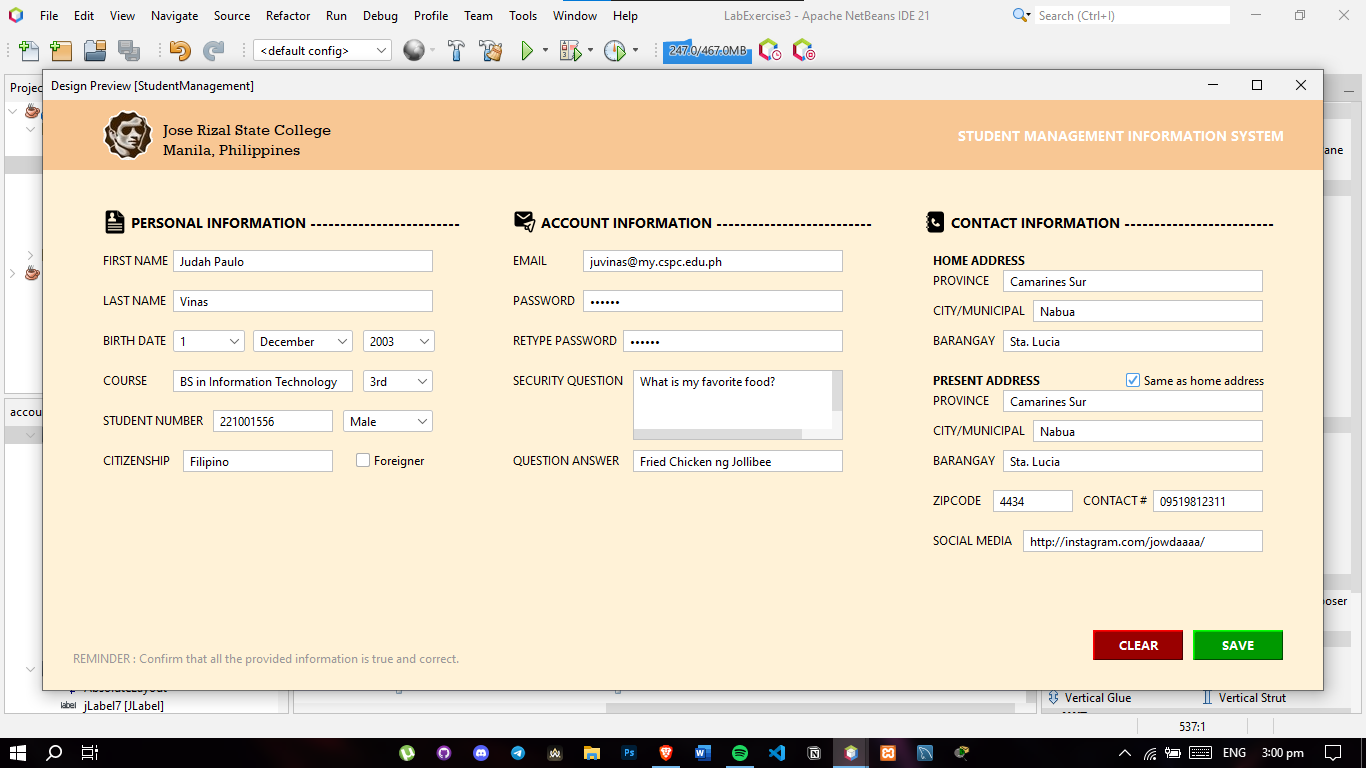 File Edit View Navigate Source Refactor Run Debug Profile Team Tools Window Help
LabExercise3 - Apache NetBeans IDE 21
Search (Ctrl+I)
<default config>
247.0/467.0MB
Projec
Design Preview [StudentManagement]
Jose Rizal State College
Manila, Philippines
STUDENT MANAGEMENT INFORMATION SYSTEM
PERSONAL INFORMATION -------------------------
FIRST NAME Judah Paulo
LAST NAME Vinas
BIRTH DATE 1 December 2003
COURSE BS in Information Technology 3rd
STUDENT NUMBER 221001556 Male
CITIZENSHIP Filipino Foreigner
ACCOUNT INFORMATION --------------------------
EMAIL juvinas@my.cspc.edu.ph
PASSWORD ••••••
RETYPE PASSWORD ••••••
SECURITY QUESTION What is my favorite food?
QUESTION ANSWER Fried Chicken ng Jollibee
CONTACT INFORMATION -------------------------
HOME ADDRESS
PROVINCE Camarines Sur
CITY/MUNICIPAL Nabua
BARANGAY Sta. Lucia
PRESENT ADDRESS Same as home address
PROVINCE Camarines Sur
CITY/MUNICIPAL Nabua
BARANGAY Sta. Lucia
ZIPCODE 4434 CONTACT # 09519812311
SOCIAL MEDIA http://instagram.com/jowdaaaa/
CLEAR SAVE
REMINDER : Confirm that all the provided information is true and correct.
ane
accou
oser
jLabel7 [JLabel]
label
Vertical Glue Vertical Strut
537:1
ENG 3:00 pm